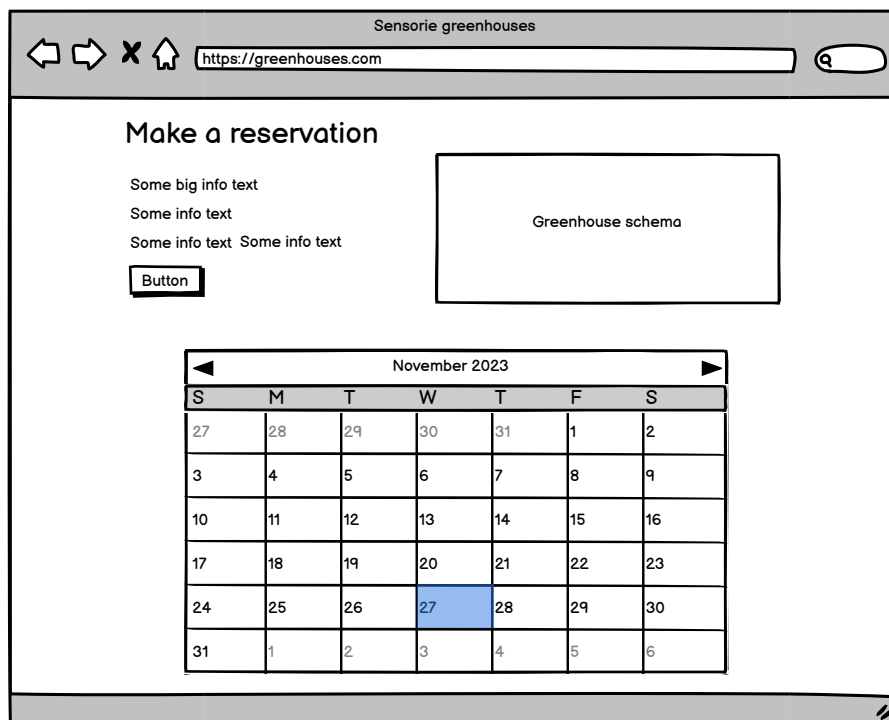 Sensorie greenhouses
https://greenhouses.com
Make a reservation
Some big info text
Some info text
Some info text Some info text
Button
Greenhouse schema
November 2023
S M T W T F S
27 28 29 30 31 1 2
3 4 5 6 7 8 9
10 11 12 13 14 15 16
17 18 19 20 21 22 23
24 25 26 27 28 29 30
31 1 2 3 4 5 6